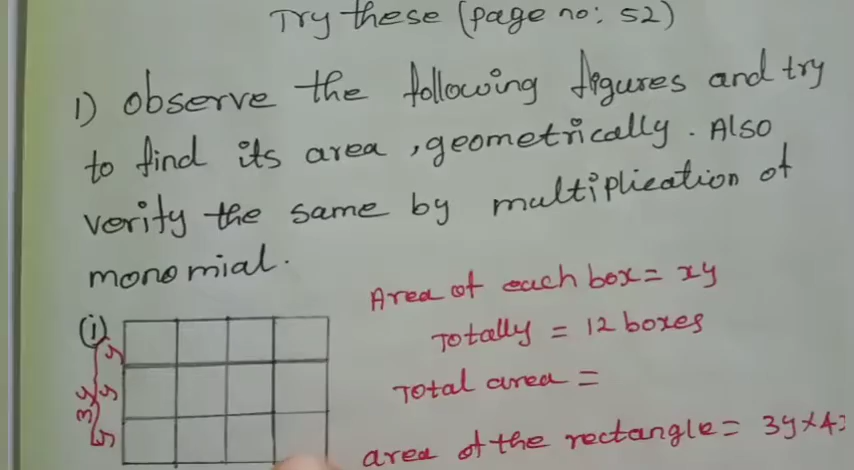 Try these (page no: 52)
1) observe the following figures and try
to find its area, geometrically. Also
verify the same by multiplication of
monomial.
Area of each box = xy
(i)
y
Totally = 12 boxes
3y y
Total area =
y
area of the rectangle = 3y x 4